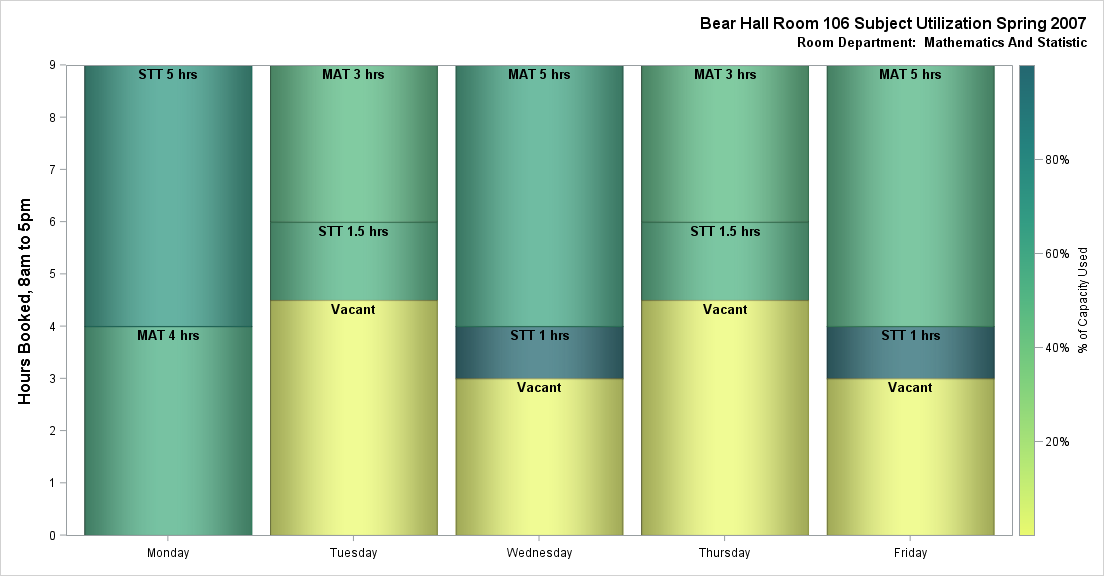 Bear Hall Room 106 Subject Utilization Spring 2007
Room Department: Mathematics And Statistic
Hours Booked, 8am to 5pm
9
8
7
6
5
4
3
2
1
0
STT 5 hrs
MAT 4 hrs
MAT 3 hrs
STT 1.5 hrs
Vacant
MAT 5 hrs
STT 1 hrs
Vacant
MAT 3 hrs
STT 1.5 hrs
Vacant
MAT 5 hrs
STT 1 hrs
Vacant
Monday
Tuesday
Wednesday
Thursday
Friday
80%
60%
40%
20%
% of Capacity Used